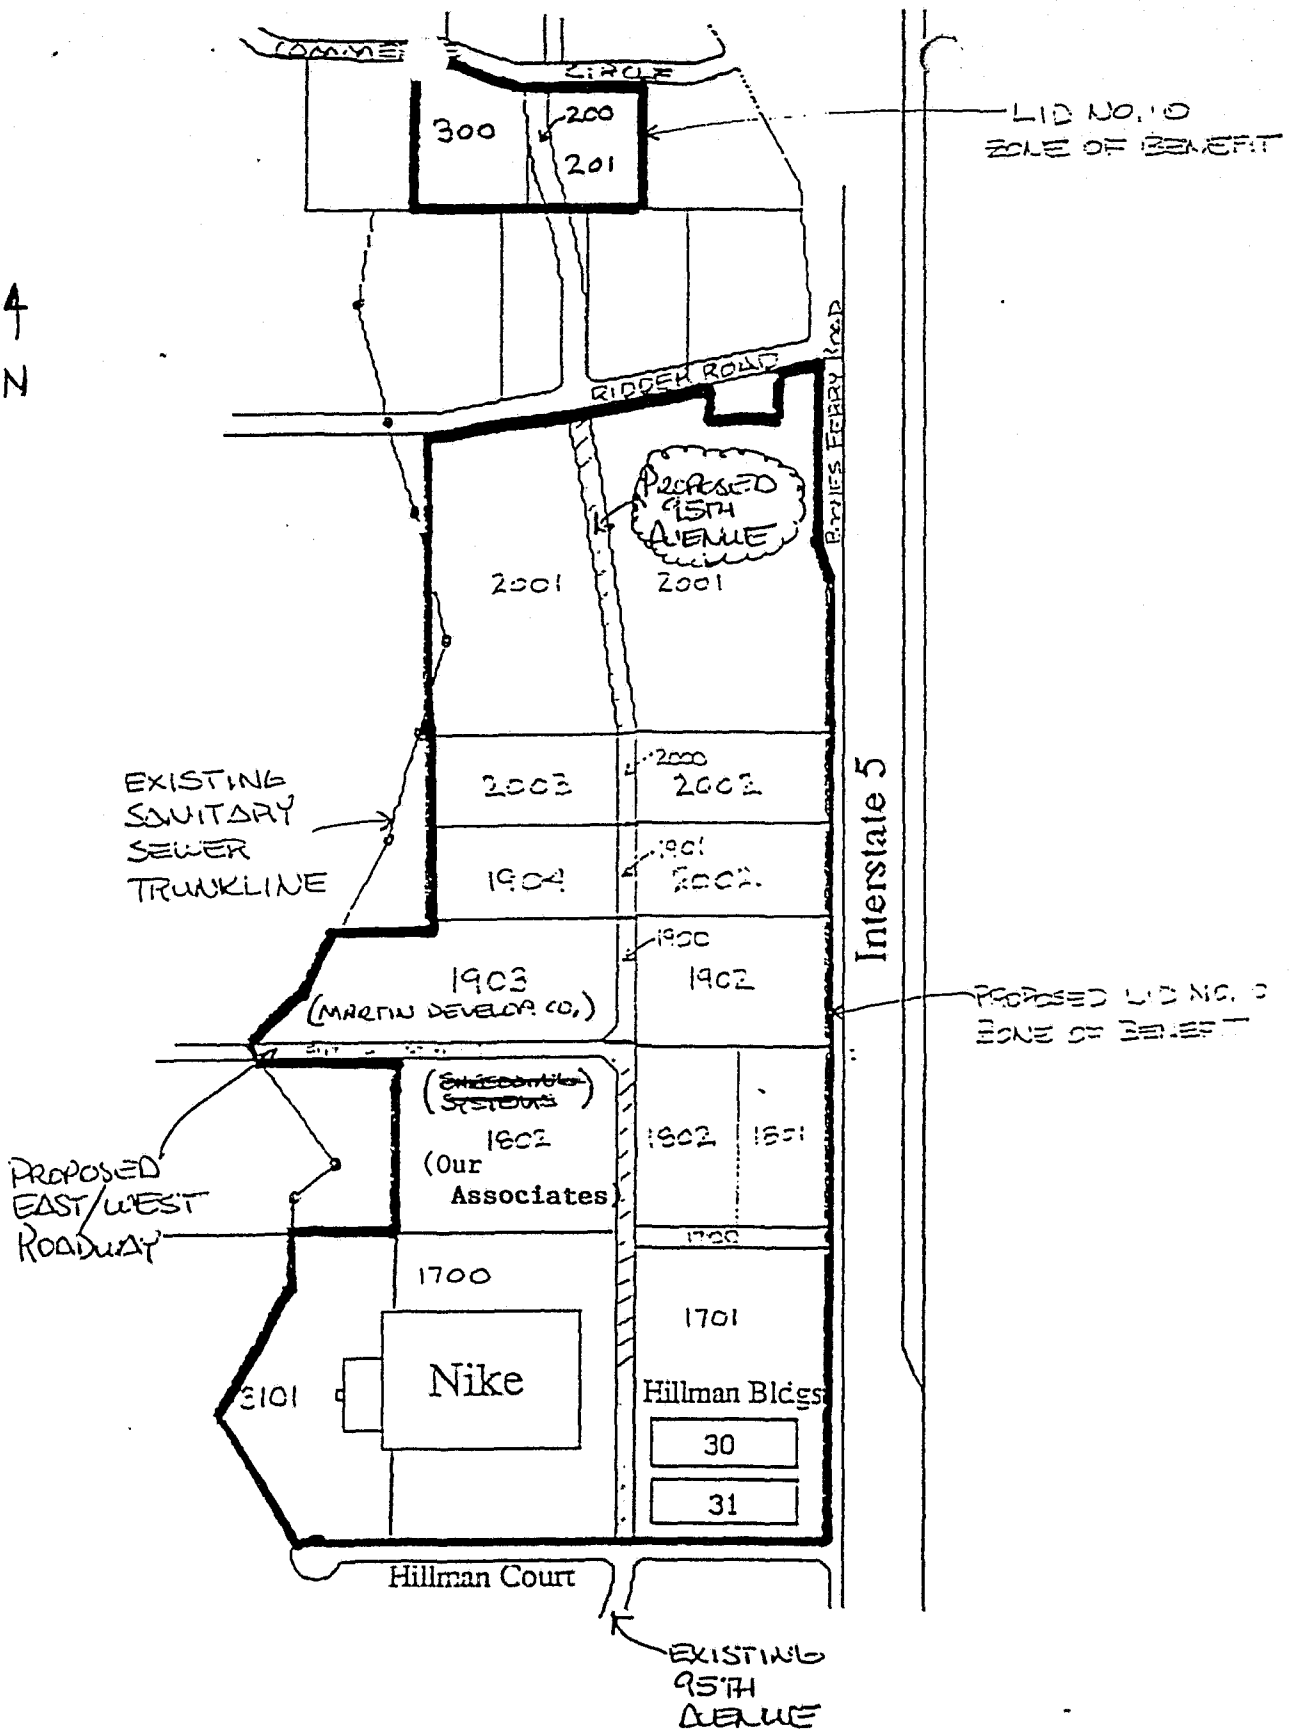 CIRCLE
300
200
201
LID NO. 10
ZONE OF BENEFIT
N
RIDDER ROAD
FERRY ROAD
PROPOSED
95TH
AVENUE
2001
2001
2003
2000
2002
EXISTING
SANITARY
SEWER
TRUNKLINE
1904
1901
2002
Interstate 5
1900
1903
1902
(MARTIN DEVELOP. CO.)
PROPOSED LID NO.
ZONE OF BENEFIT
SYSTEMS
1802
1802
1801
(Our
Associates)
PROPOSED
EAST/WEST
ROADWAY
1700
1700
1701
Nike
3101
Hillman Bldgs
30
31
Hillman Court
EXISTING
95TH
AVENUE